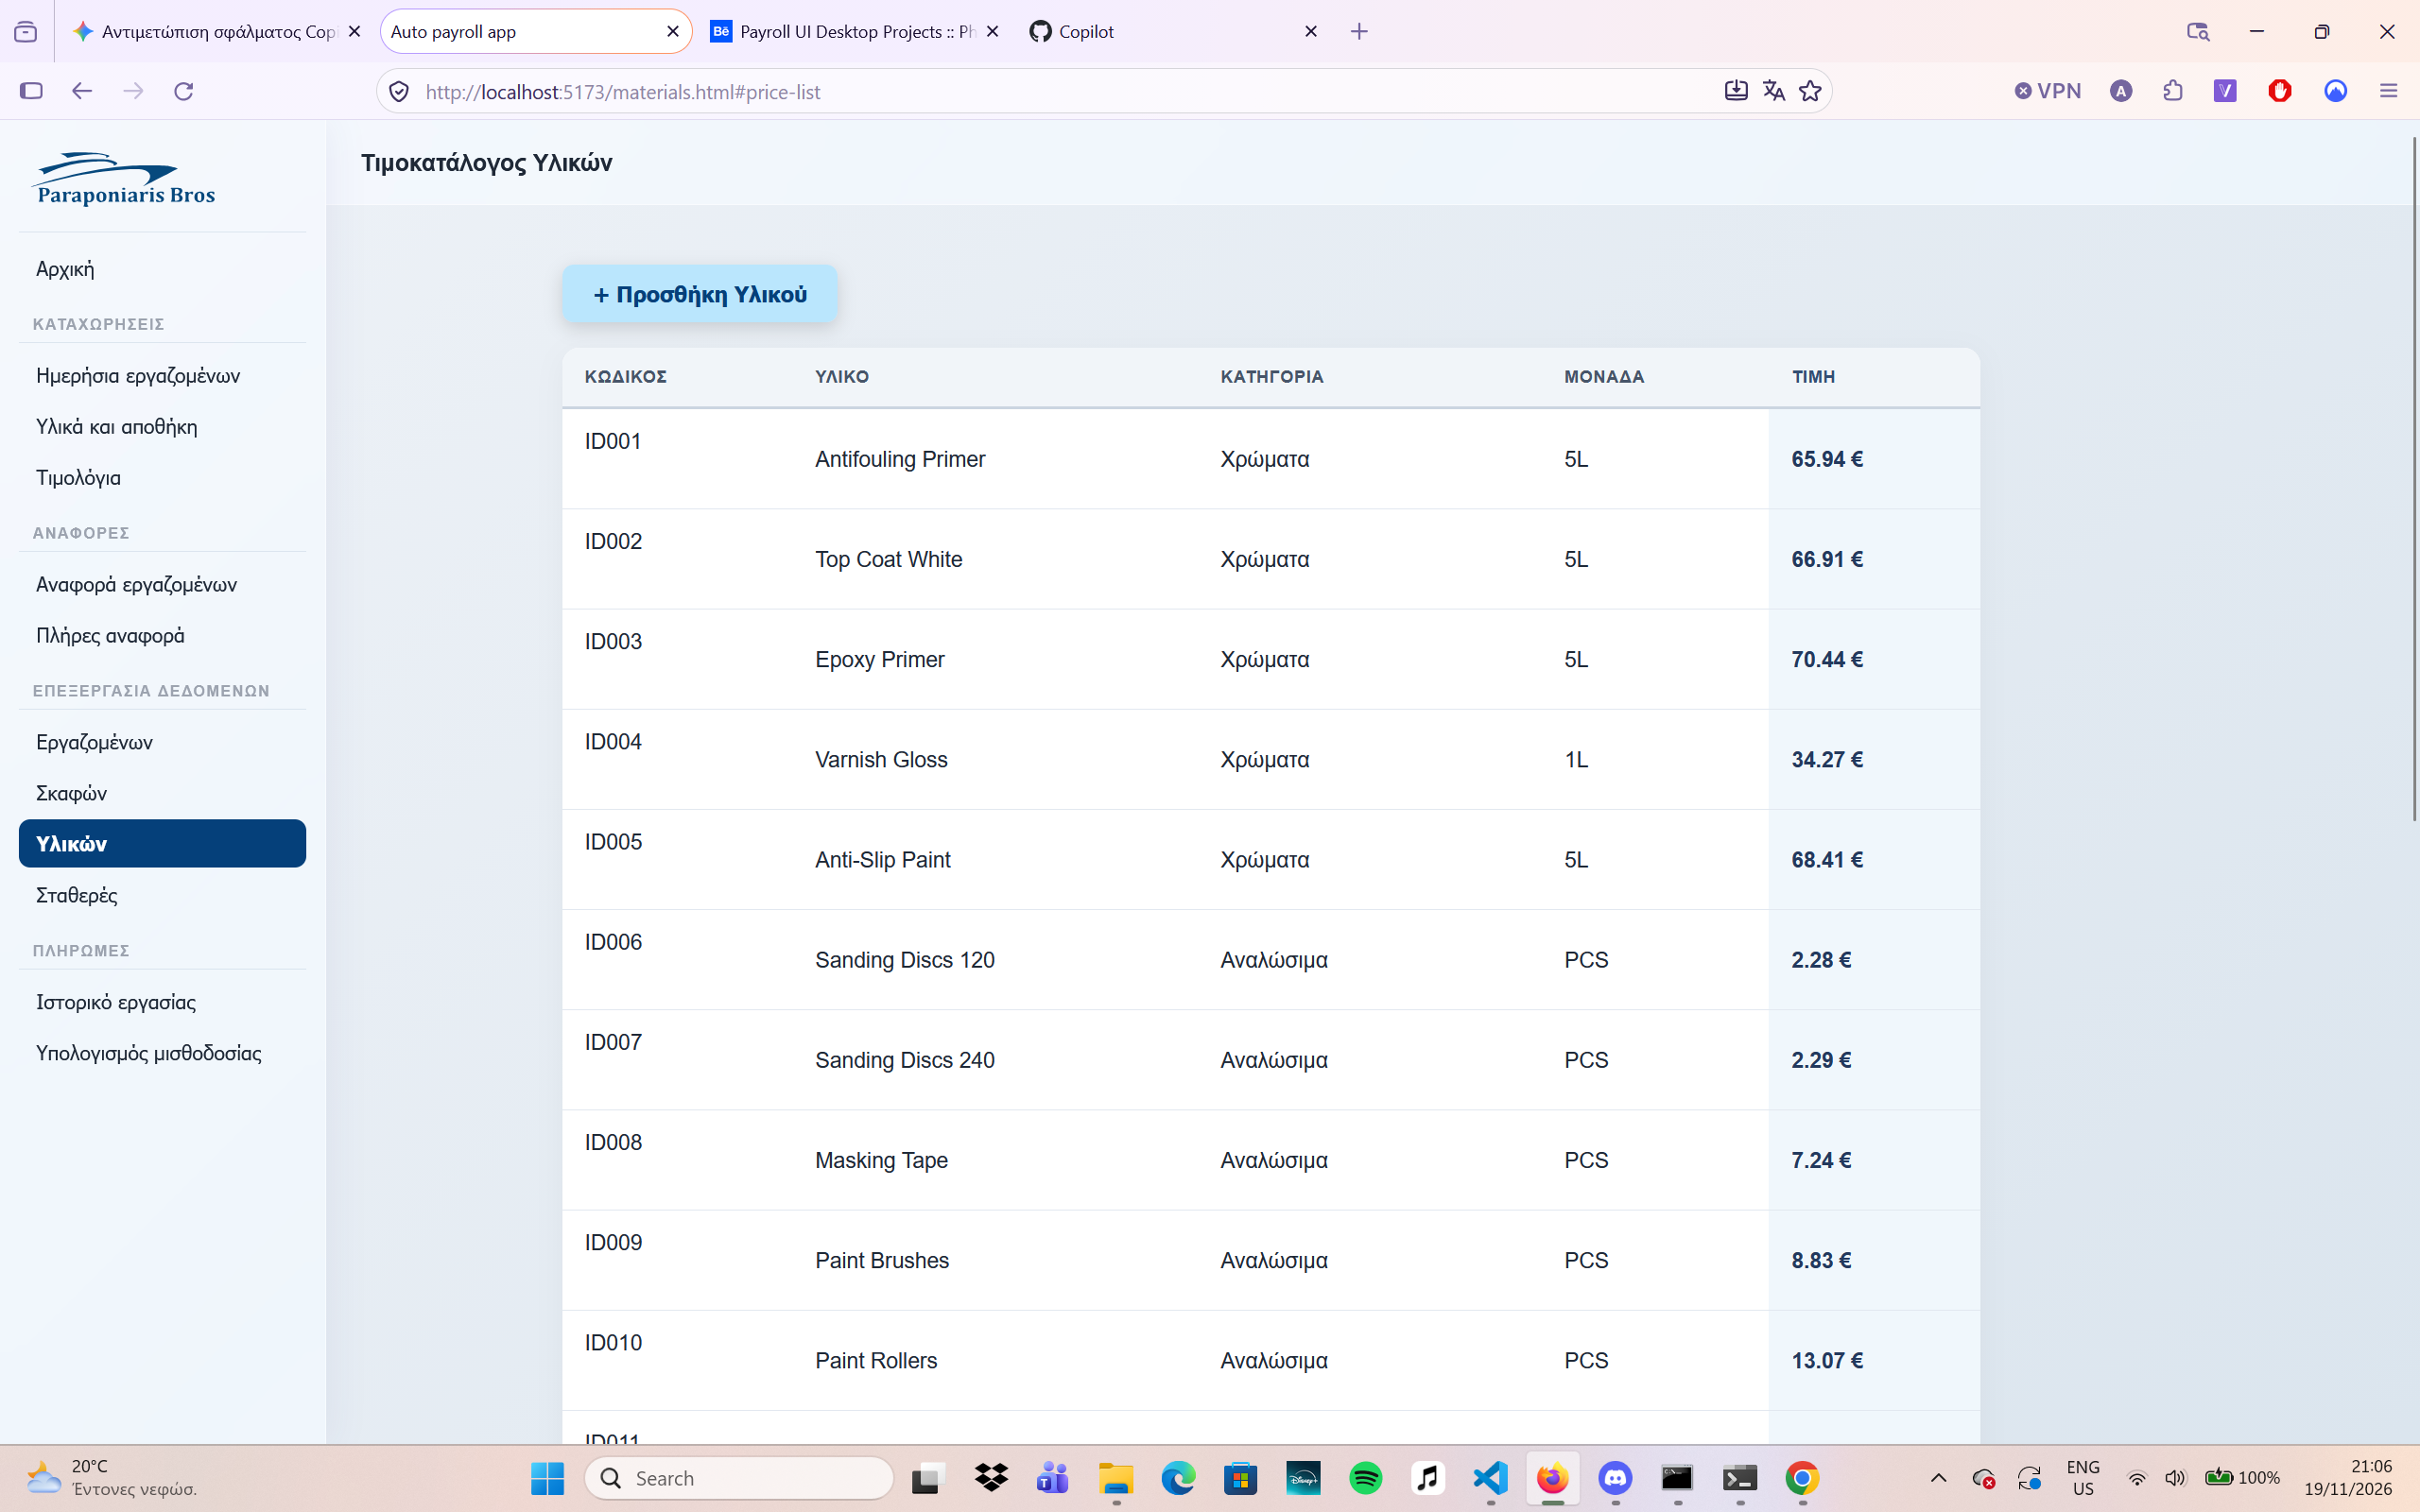 Αντιμετώπιση σφάλματος Copi
Auto payroll app
Bē Payroll UI Desktop Projects :: Ph
Copilot
http://localhost:5173/materials.html#price-list
VPN
A
V
Paraponiaris Bros
Αρχική
ΚΑΤΑΧΩΡΗΣΕΙΣ
Ημερήσια εργαζομένων
Υλικά και αποθήκη
Τιμολόγια
ΑΝΑΦΟΡΕΣ
Αναφορά εργαζομένων
Πλήρες αναφορά
ΕΠΕΞΕΡΓΑΣΙΑ ΔΕΔΟΜΕΝΩΝ
Εργαζομένων
Σκαφών
Υλικών
Σταθερές
ΠΛΗΡΩΜΕΣ
Ιστορικό εργασίας
Υπολογισμός μισθοδοσίας
Τιμοκατάλογος Υλικών
+ Προσθήκη Υλικού
ΚΩΔΙΚΟΣ ΥΛΙΚΟ ΚΑΤΗΓΟΡΙΑ ΜΟΝΑΔΑ ΤΙΜΗ
ID001 Antifouling Primer Χρώματα 5L 65.94 €
ID002 Top Coat White Χρώματα 5L 66.91 €
ID003 Epoxy Primer Χρώματα 5L 70.44 €
ID004 Varnish Gloss Χρώματα 1L 34.27 €
ID005 Anti-Slip Paint Χρώματα 5L 68.41 €
ID006 Sanding Discs 120 Αναλώσιμα PCS 2.28 €
ID007 Sanding Discs 240 Αναλώσιμα PCS 2.29 €
ID008 Masking Tape Αναλώσιμα PCS 7.24 €
ID009 Paint Brushes Αναλώσιμα PCS 8.83 €
ID010 Paint Rollers Αναλώσιμα PCS 13.07 €
ID011
20°C
Έντονες νεφώσ.
Search
Disney+
ENG
US
100%
21:06
19/11/2026